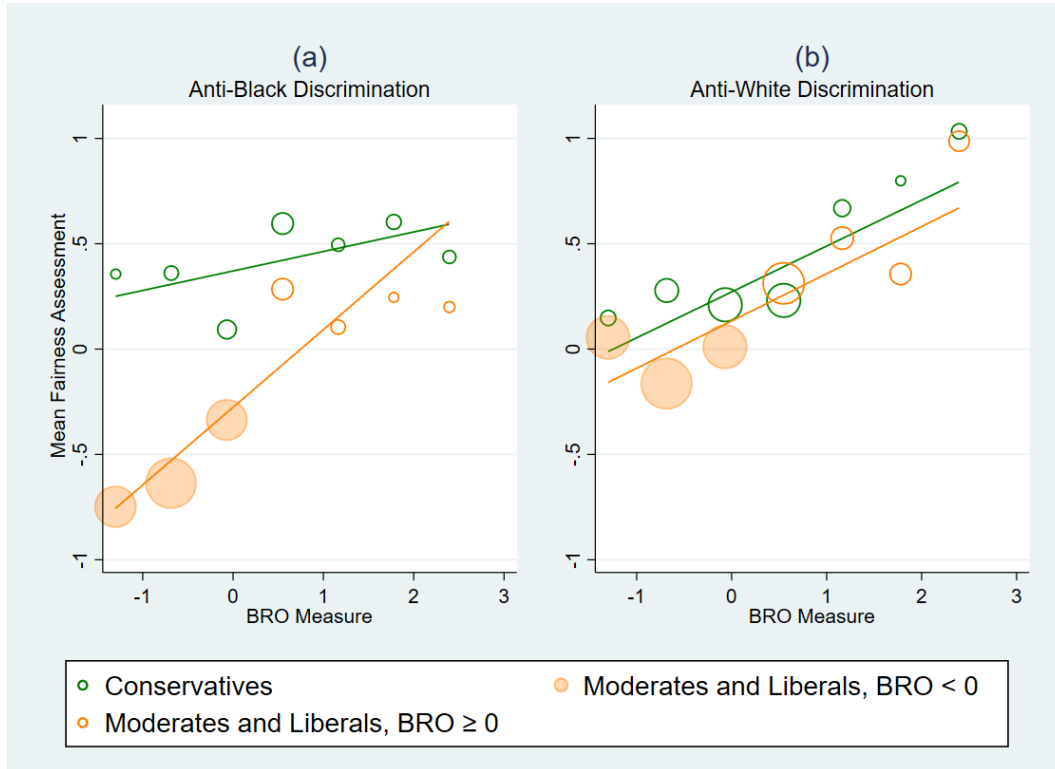 (a)
Anti-Black Discrimination
Mean Fairness Assessment
1
.5
0
-.5
-1
-1 0 1 2 3
BRO Measure
(b)
Anti-White Discrimination
1
.5
0
-.5
-1
-1 0 1 2 3
BRO Measure
Conservatives
Moderates and Liberals, BRO < 0
Moderates and Liberals, BRO ≥ 0